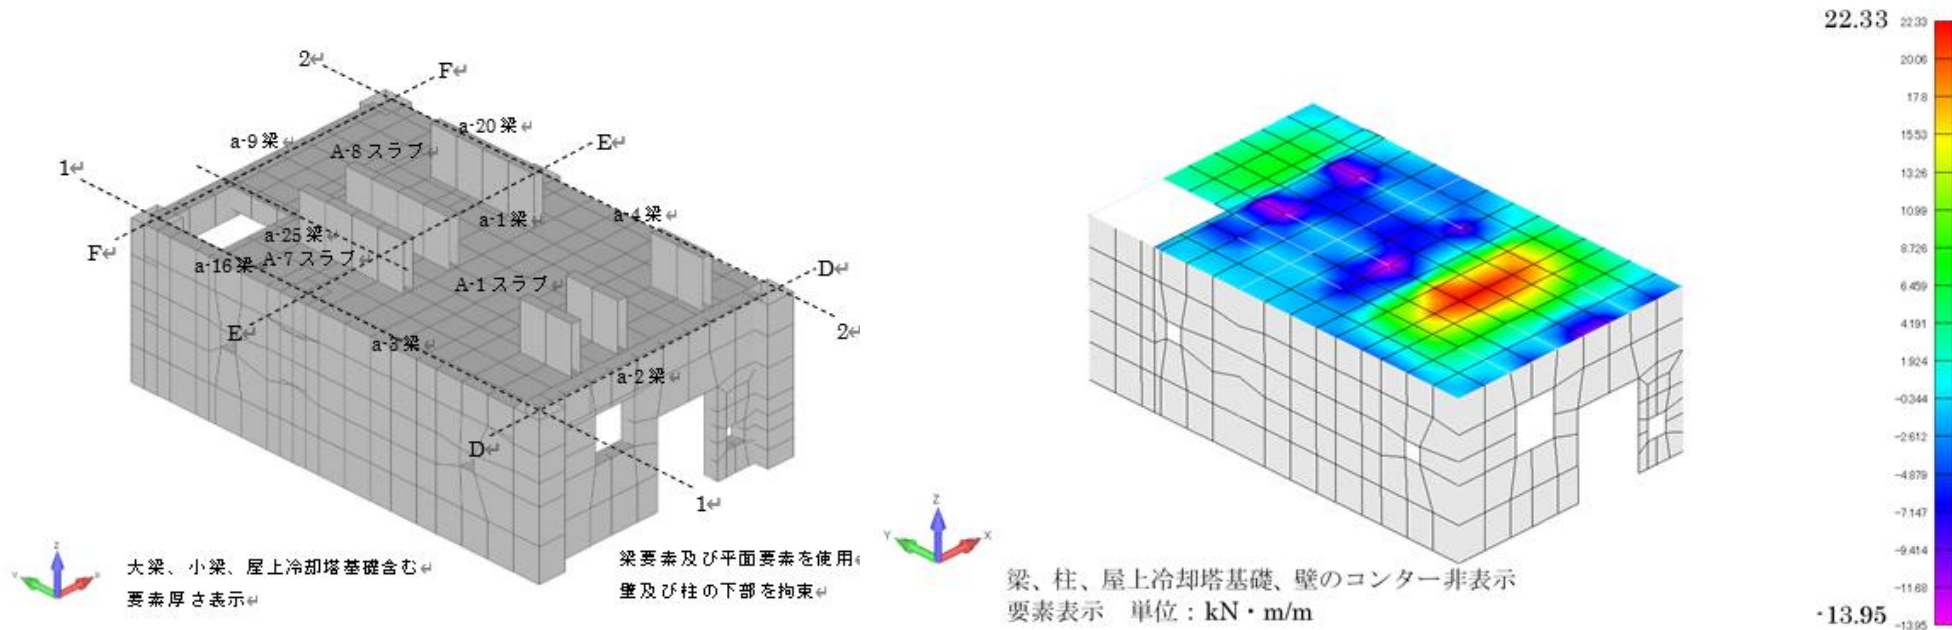 2↵
F↵
a-20 梁↵
a-9 梁↵
A-8 スラブ↵
E↵
1↵
a-1 梁↵
a-4 梁↵
F↵
a-25 梁↵
a-16 梁
A-7 スラブ↵
D↵
A-1 スラブ↵
E↵
a-3 梁↵
2↵
a-2 梁↵
D↵
1↵
Z
大梁、小梁、屋上冷却塔基礎含む↵
要素厚さ表示↵
梁要素及び平面要素を使用↵
壁及び柱の下部を拘束↵
Z
Y
X
梁、柱、屋上冷却塔基礎、壁のコンター非表示
要素表示 単位：kN・m/m
22.33
22.33
20.06
17.8
15.53
13.26
10.99
8.726
6.459
4.191
1.924
-0.344
-2.612
-4.879
-7.147
-9.414
-11.68
-13.95
-13.95